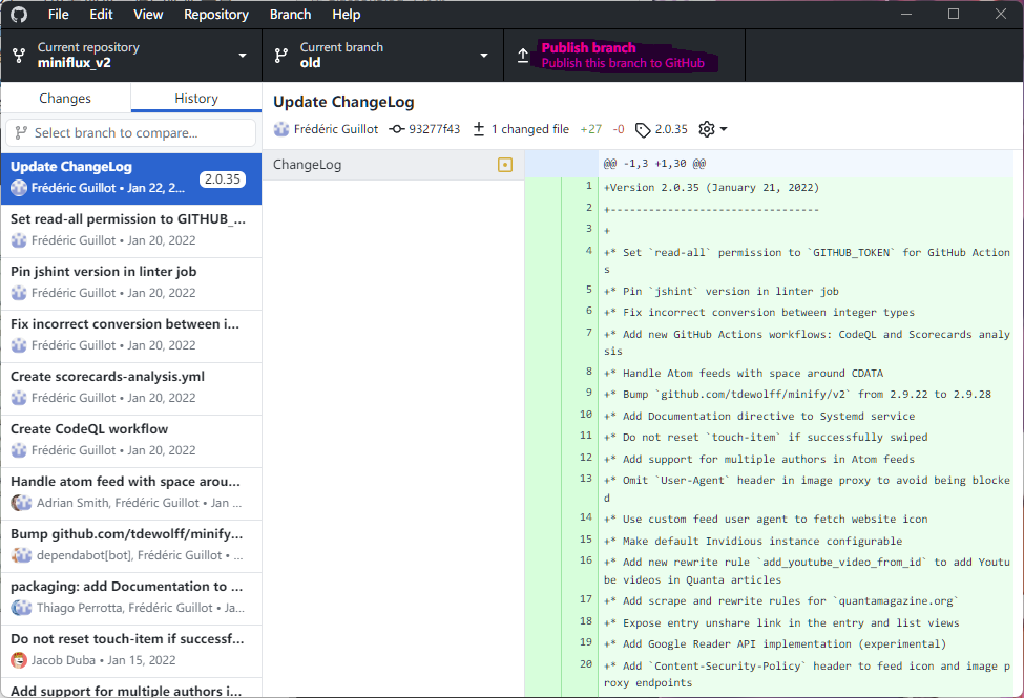 File Edit View Repository Branch Help
Current repository
miniflux_v2
Current branch
old
Publish branch
Publish this branch to GitHub
Changes
History
Select branch to compare...
Update ChangeLog
Frédéric Guillot • Jan 22, 2...
2.0.35
Set read-all permission to GITHUB_...
Frédéric Guillot • Jan 20, 2022
Pin jshint version in linter job
Frédéric Guillot • Jan 20, 2022
Fix incorrect conversion between i...
Frédéric Guillot • Jan 20, 2022
Create scorecards-analysis.yml
Frédéric Guillot • Jan 20, 2022
Create CodeQL workflow
Frédéric Guillot • Jan 20, 2022
Handle atom feed with space arou...
Adrian Smith, Frédéric Guillot • Jan ...
Bump github.com/tdewolff/minify...
dependabot[bot], Frédéric Guillot • ...
packaging: add Documentation to ...
Thiago Perrotta, Frédéric Guillot • Ja...
Do not reset touch-item if successf...
Jacob Duba • Jan 15, 2022
Add support for multiple authors i...
Update ChangeLog
Frédéric Guillot 93277f43 1 changed file +27 -0 2.0.35
ChangeLog
@@ -1,3 +1,30 @@
1 +Version 2.0.35 (January 21, 2022)
2 +---------------------------------
3 +
4 +* Set `read-all` permission to `GITHUB_TOKEN` for GitHub Action
s
5 +* Pin `jshint` version in linter job
6 +* Fix incorrect conversion between integer types
7 +* Add new GitHub Actions workflows: CodeQL and Scorecards analy
sis
8 +* Handle Atom feeds with space around CDATA
9 +* Bump `github.com/tdewolff/minify/v2` from 2.9.22 to 2.9.28
10 +* Add Documentation directive to Systemd service
11 +* Do not reset `touch-item` if successfully swiped
12 +* Add support for multiple authors in Atom feeds
13 +* Omit `User-Agent` header in image proxy to avoid being blocke
d
14 +* Use custom feed user agent to fetch website icon
15 +* Make default Invidious instance configurable
16 +* Add new rewrite rule `add_youtube_video_from_id` to add Youtu
be videos in Quanta articles
17 +* Add scrape and rewrite rules for `quantamagazine.org`
18 +* Expose entry unshare link in the entry and list views
19 +* Add Google Reader API implementation (experimental)
20 +* Add `Content-Security-Policy` header to feed icon and image p
roxy endpoints